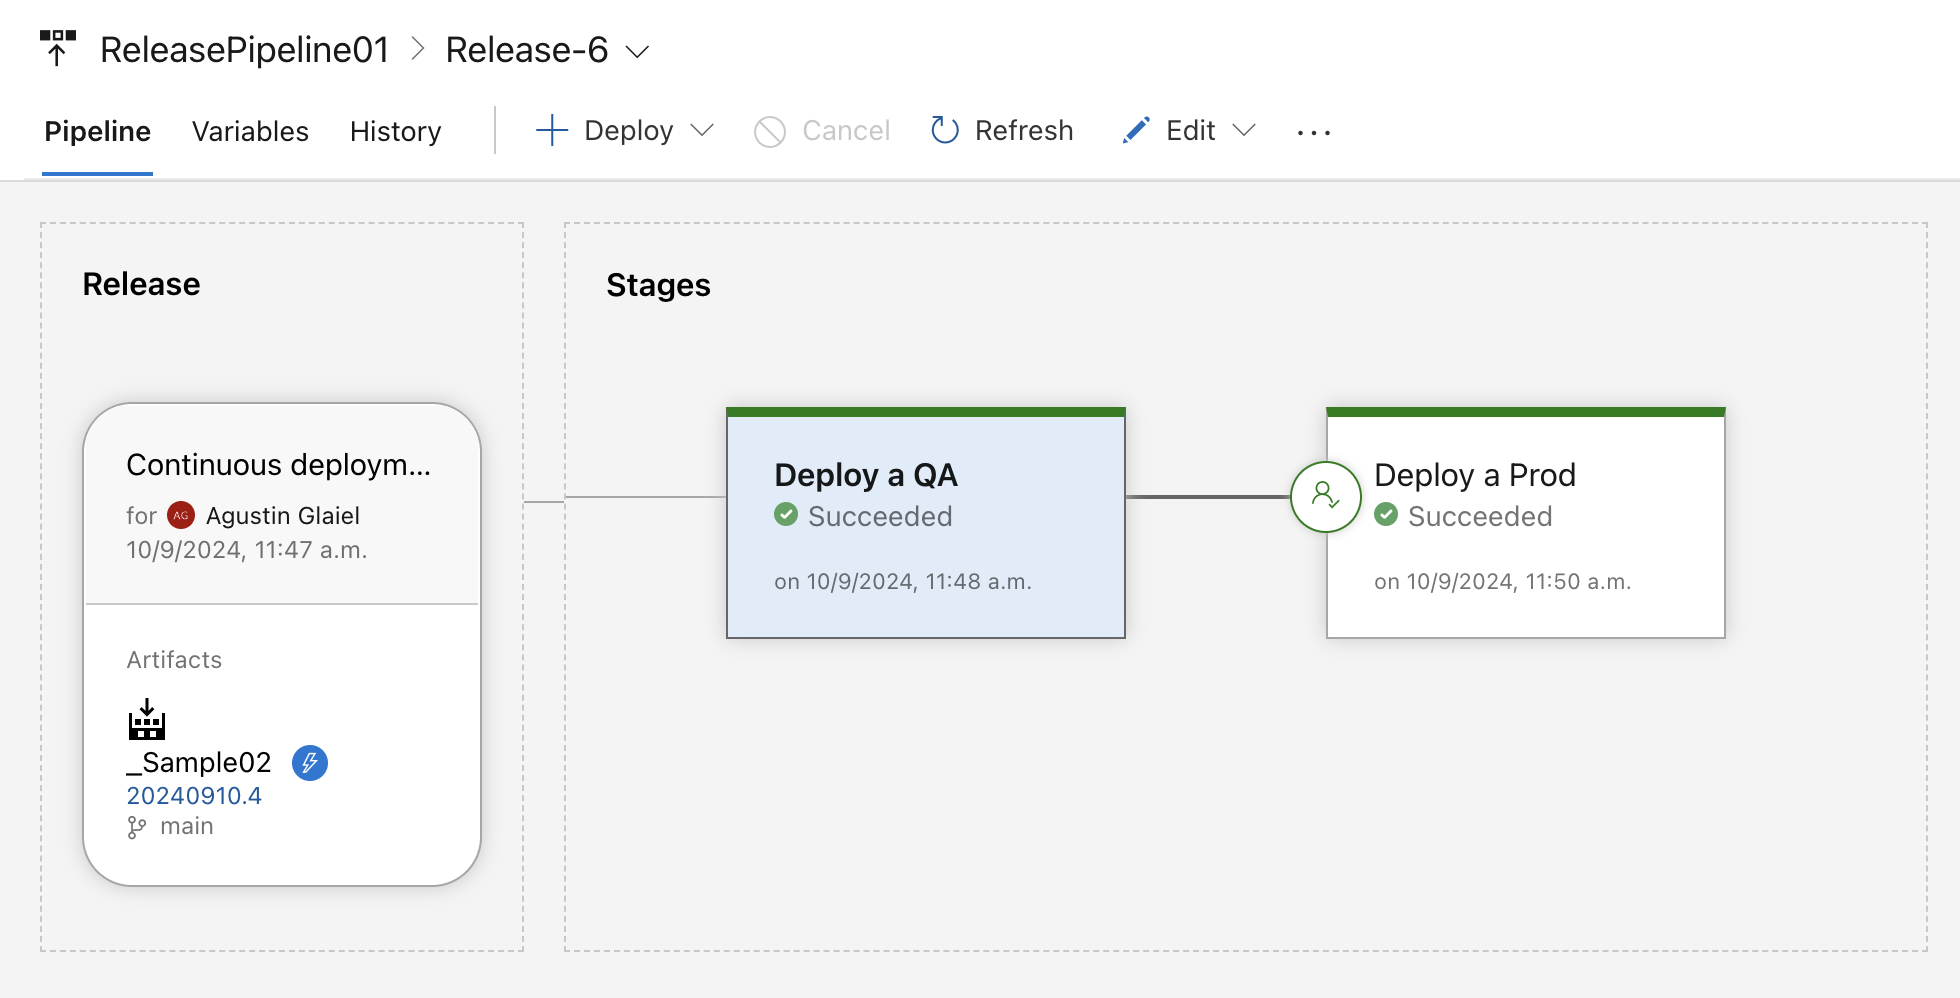 ReleasePipeline01 > Release-6
Pipeline Variables History Deploy Cancel Refresh Edit ...
Release
Continuous deploym...
for AG Agustin Glaiel
10/9/2024, 11:47 a.m.
Artifacts
_Sample02
20240910.4
main
Stages
Deploy a QA
Succeeded
on 10/9/2024, 11:48 a.m.
Deploy a Prod
Succeeded
on 10/9/2024, 11:50 a.m.